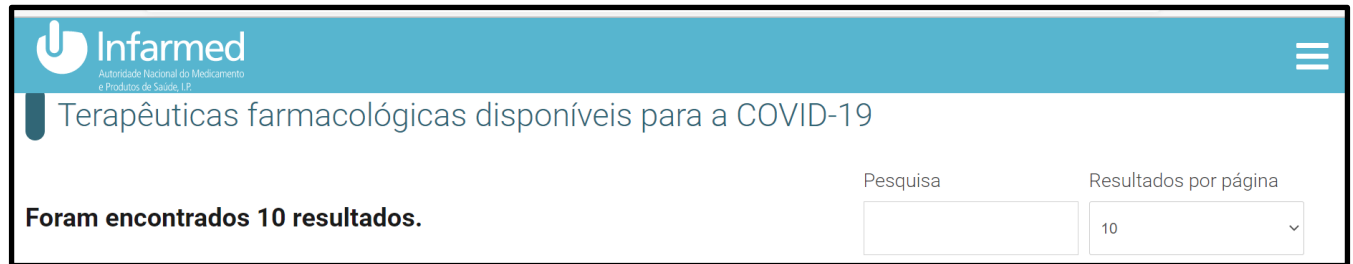 Infarmed
Autoridade Nacional do Medicamento
e Produtos de Saúde, I.P.
Terapêuticas farmacológicas disponíveis para a COVID-19
Pesquisa
Resultados por página
Foram encontrados 10 resultados.
10